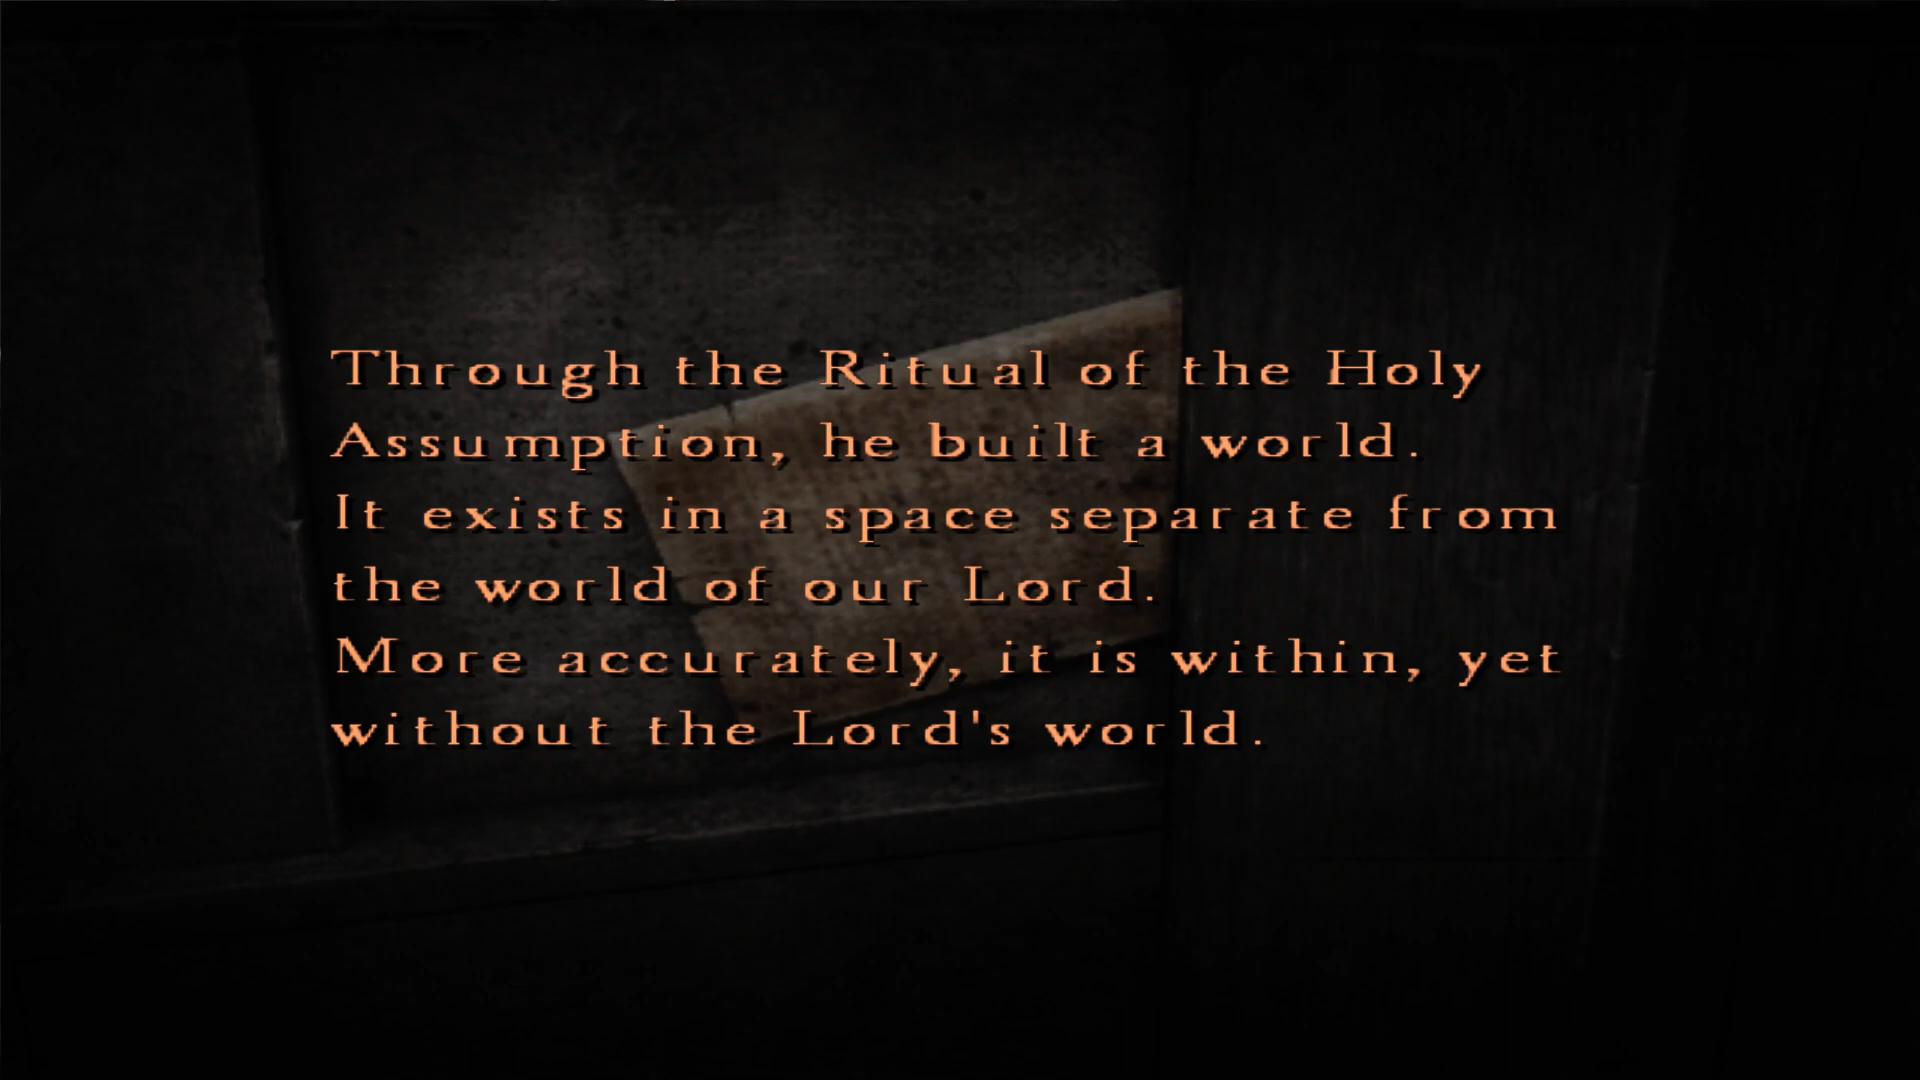 Through the Ritual of the Holy
Assumption, he built a world.
It exists in a space separate from
the world of our Lord.
More accurately, it is within, yet
without the Lord's world.